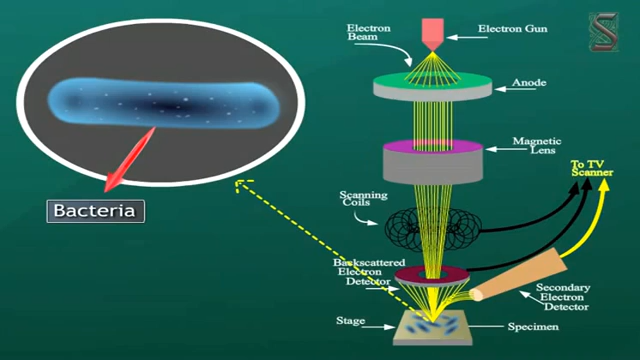 Electron
Beam
Electron Gun
Anode
Magnetic
Lens
To TV
Scanner
Scanning
Coils
Bacteria
Backscattered
Electron
Detector
Secondary
Electron
Detector
Stage
Specimen
S